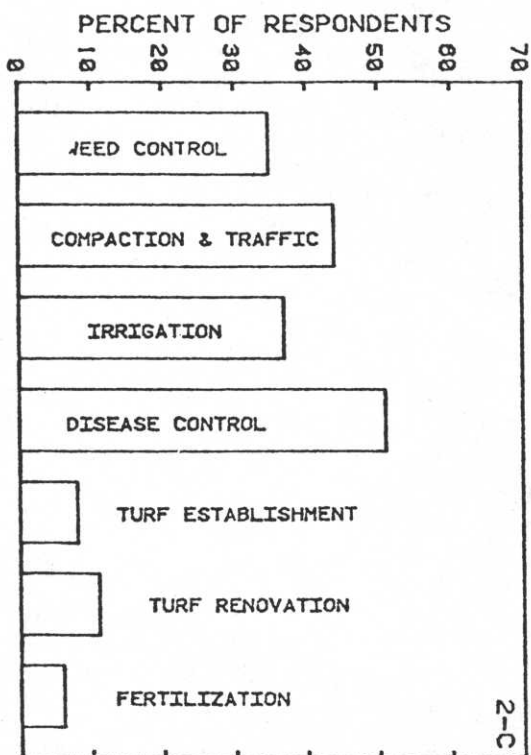 PERCENT OF RESPONDENTS
0 10 20 30 40 50 60 70
WEED CONTROL
COMPACTION & TRAFFIC
IRRIGATION
DISEASE CONTROL
TURF ESTABLISHMENT
TURF RENOVATION
FERTILIZATION
2-C